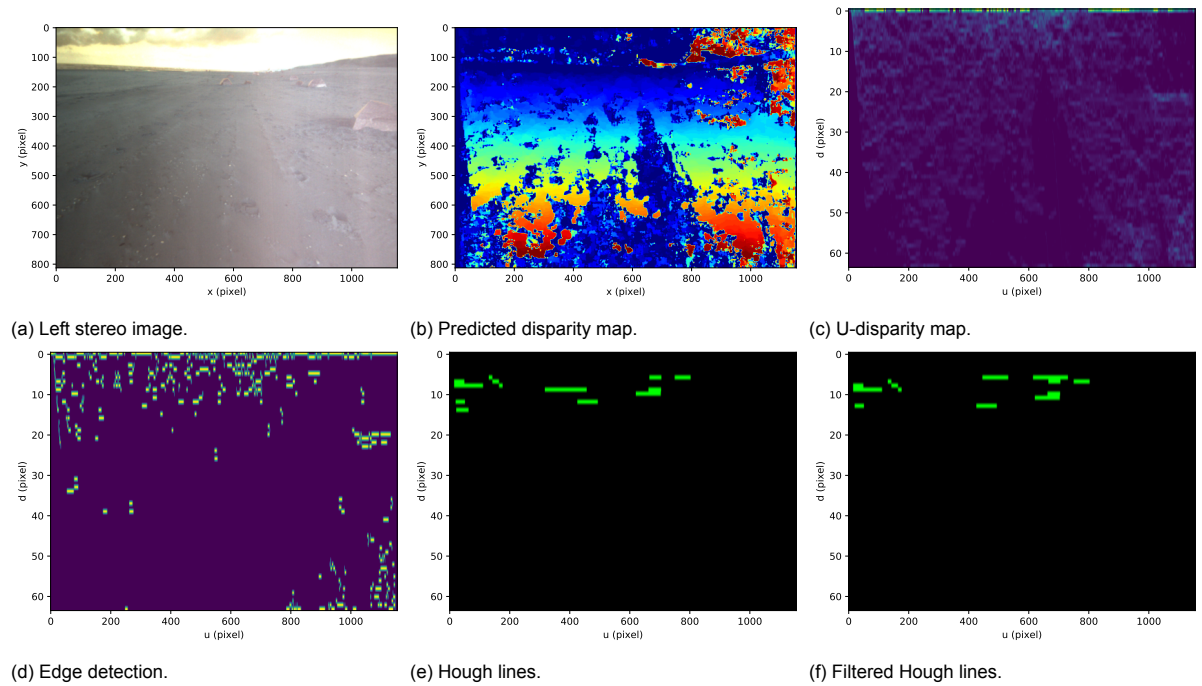 0
100
200
300
400
500
600
700
800
y (pixel)
0 200 400 600 800 1000
x (pixel)
(a) Left stereo image.
0
100
200
300
400
500
600
700
800
y (pixel)
0 200 400 600 800 1000
x (pixel)
(b) Predicted disparity map.
0
10
20
30
40
50
60
d (pixel)
0 200 400 600 800 1000
u (pixel)
(c) U-disparity map.
0
10
20
30
40
50
60
d (pixel)
0 200 400 600 800 1000
u (pixel)
(d) Edge detection.
0
10
20
30
40
50
60
d (pixel)
0 200 400 600 800 1000
u (pixel)
(e) Hough lines.
0
10
20
30
40
50
60
d (pixel)
0 200 400 600 800 1000
u (pixel)
(f) Filtered Hough lines.